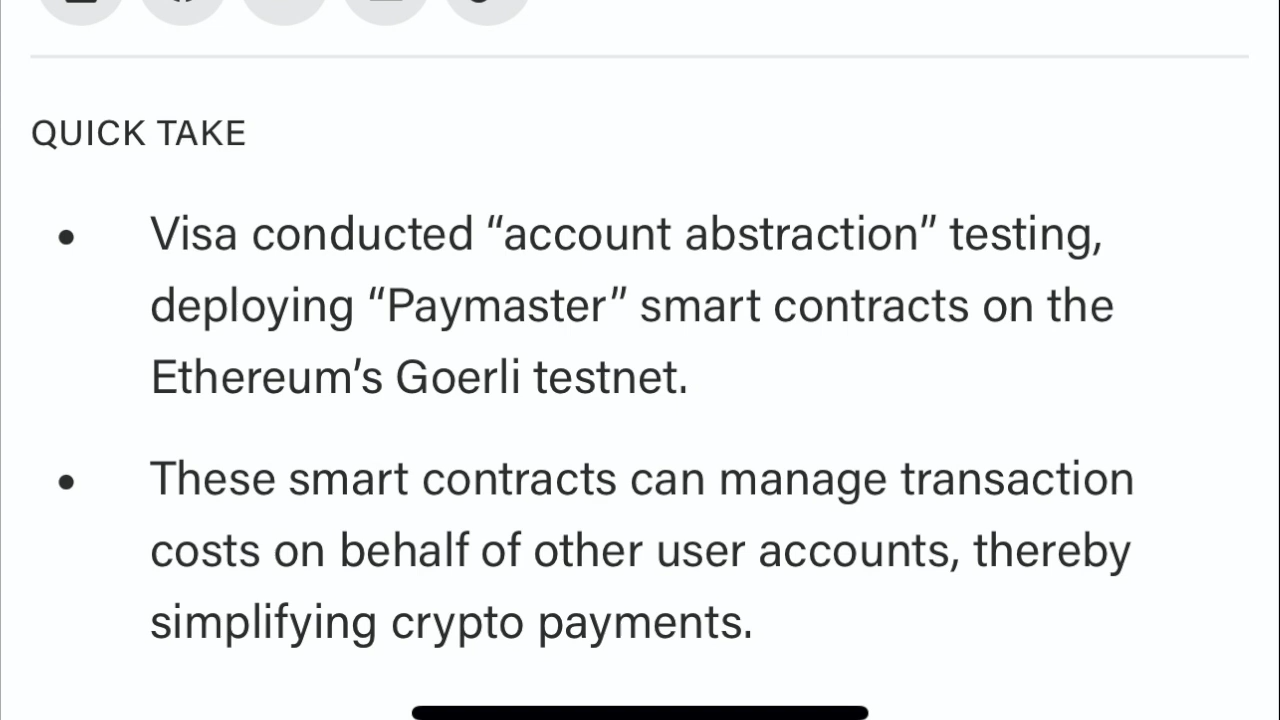 QUICK TAKE
• Visa conducted “account abstraction” testing,
deploying “Paymaster” smart contracts on the
Ethereum’s Goerli testnet.
• These smart contracts can manage transaction
costs on behalf of other user accounts, thereby
simplifying crypto payments.